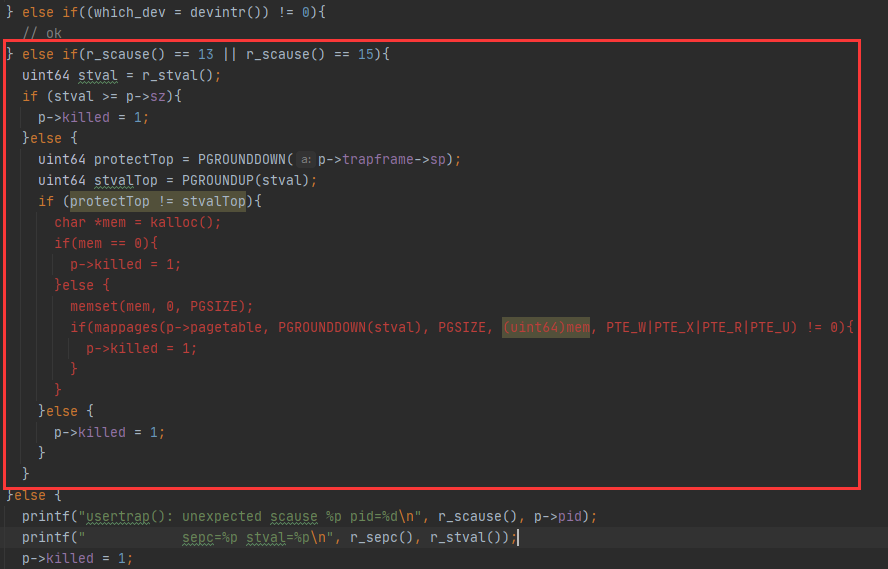 } else if((which_dev = devintr()) != 0){
// ok
} else if(r_scause() == 13 || r_scause() == 15){
uint64 stval = r_stval();
if (stval >= p->sz){
p->killed = 1;
}else {
uint64 protectTop = PGROUNDDOWN( a: p->trapframe->sp);
uint64 stvalTop = PGROUNDUP(stval);
if (protectTop != stvalTop){
char *mem = kalloc();
if(mem == 0){
p->killed = 1;
}else {
memset(mem, 0, PGSIZE);
if(mappages(p->pagetable, PGROUNDDOWN(stval), PGSIZE, (uint64)mem, PTE_W|PTE_X|PTE_R|PTE_U) != 0){
p->killed = 1;
}
}
}else {
p->killed = 1;
}
}
}else {
printf("usertrap(): unexpected scause %p pid=%d\n", r_scause(), p->pid);
printf("            sepc=%p stval=%p\n", r_sepc(), r_stval());
p->killed = 1;